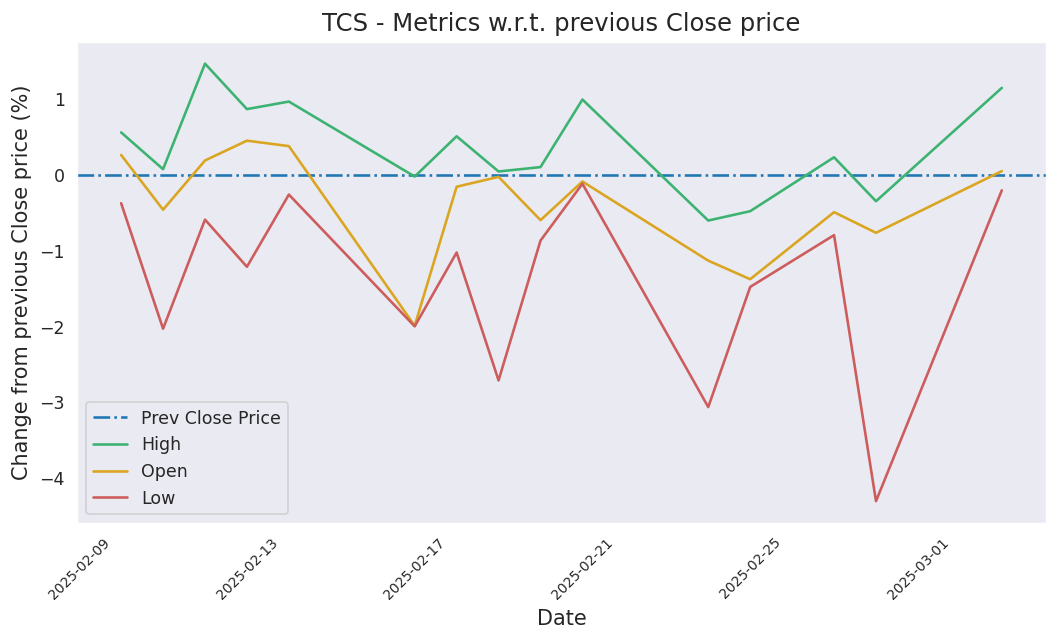 TCS - Metrics w.r.t. previous Close price
Change from previous Close price (%)
1
0
−1
−2
−3
−4
Prev Close Price
High
Open
Low
2025-02-09
2025-02-13
2025-02-17
2025-02-21
2025-02-25
2025-03-01
Date